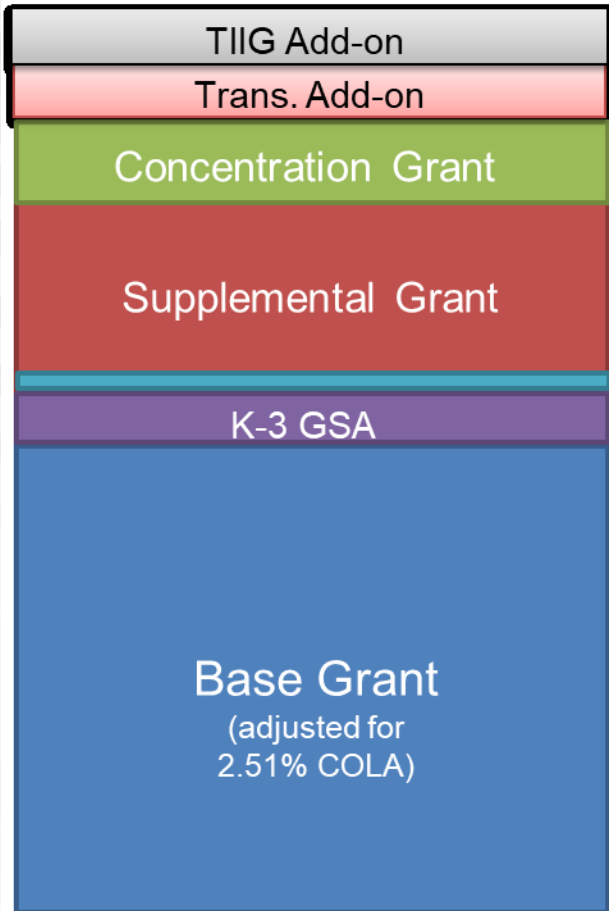 TIIG Add-on
Trans. Add-on
Concentration Grant
Supplemental Grant
K-3 GSA
Base Grant
(adjusted for
2.51% COLA)